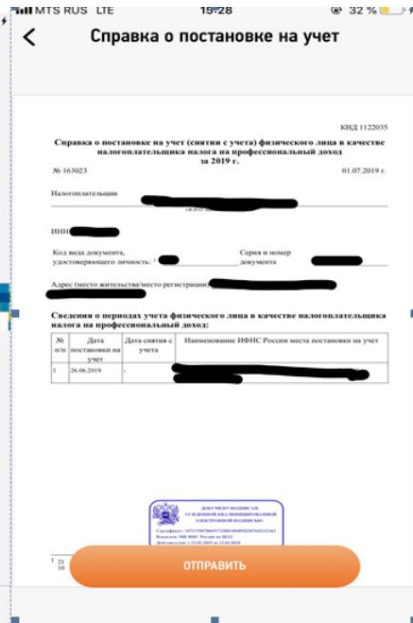 MTS RUS LTE 15:28 32 %
Справка о постановке на учет
КНД 1122035
Справка о постановке на учет (снятии с учета) физического лица в качестве
налогоплательщика налога на профессиональный доход
за 2019 г.
№ 163023 01.07.2019 г.
Налогоплательщик
ИНН
Код вида документа,
удостоверяющего личность: ¹
Серия и номер
документа
Адрес (место жительства/место регистрации)
Сведения о периодах учета физического лица в качестве налогоплательщика
налога на профессиональный доход:
№ п/п
Дата постановки на учет
Дата снятия с учета
Наименование ИФНС России места постановки на учет
1 26.06.2019 -
ДОКУМЕНТ ПОДПИСАН
УСИЛЕННОЙ КВАЛИФИЦИРОВАННОЙ
ЭЛЕКТРОННОЙ ПОДПИСЬЮ
1 21
10
ОТПРАВИТЬ